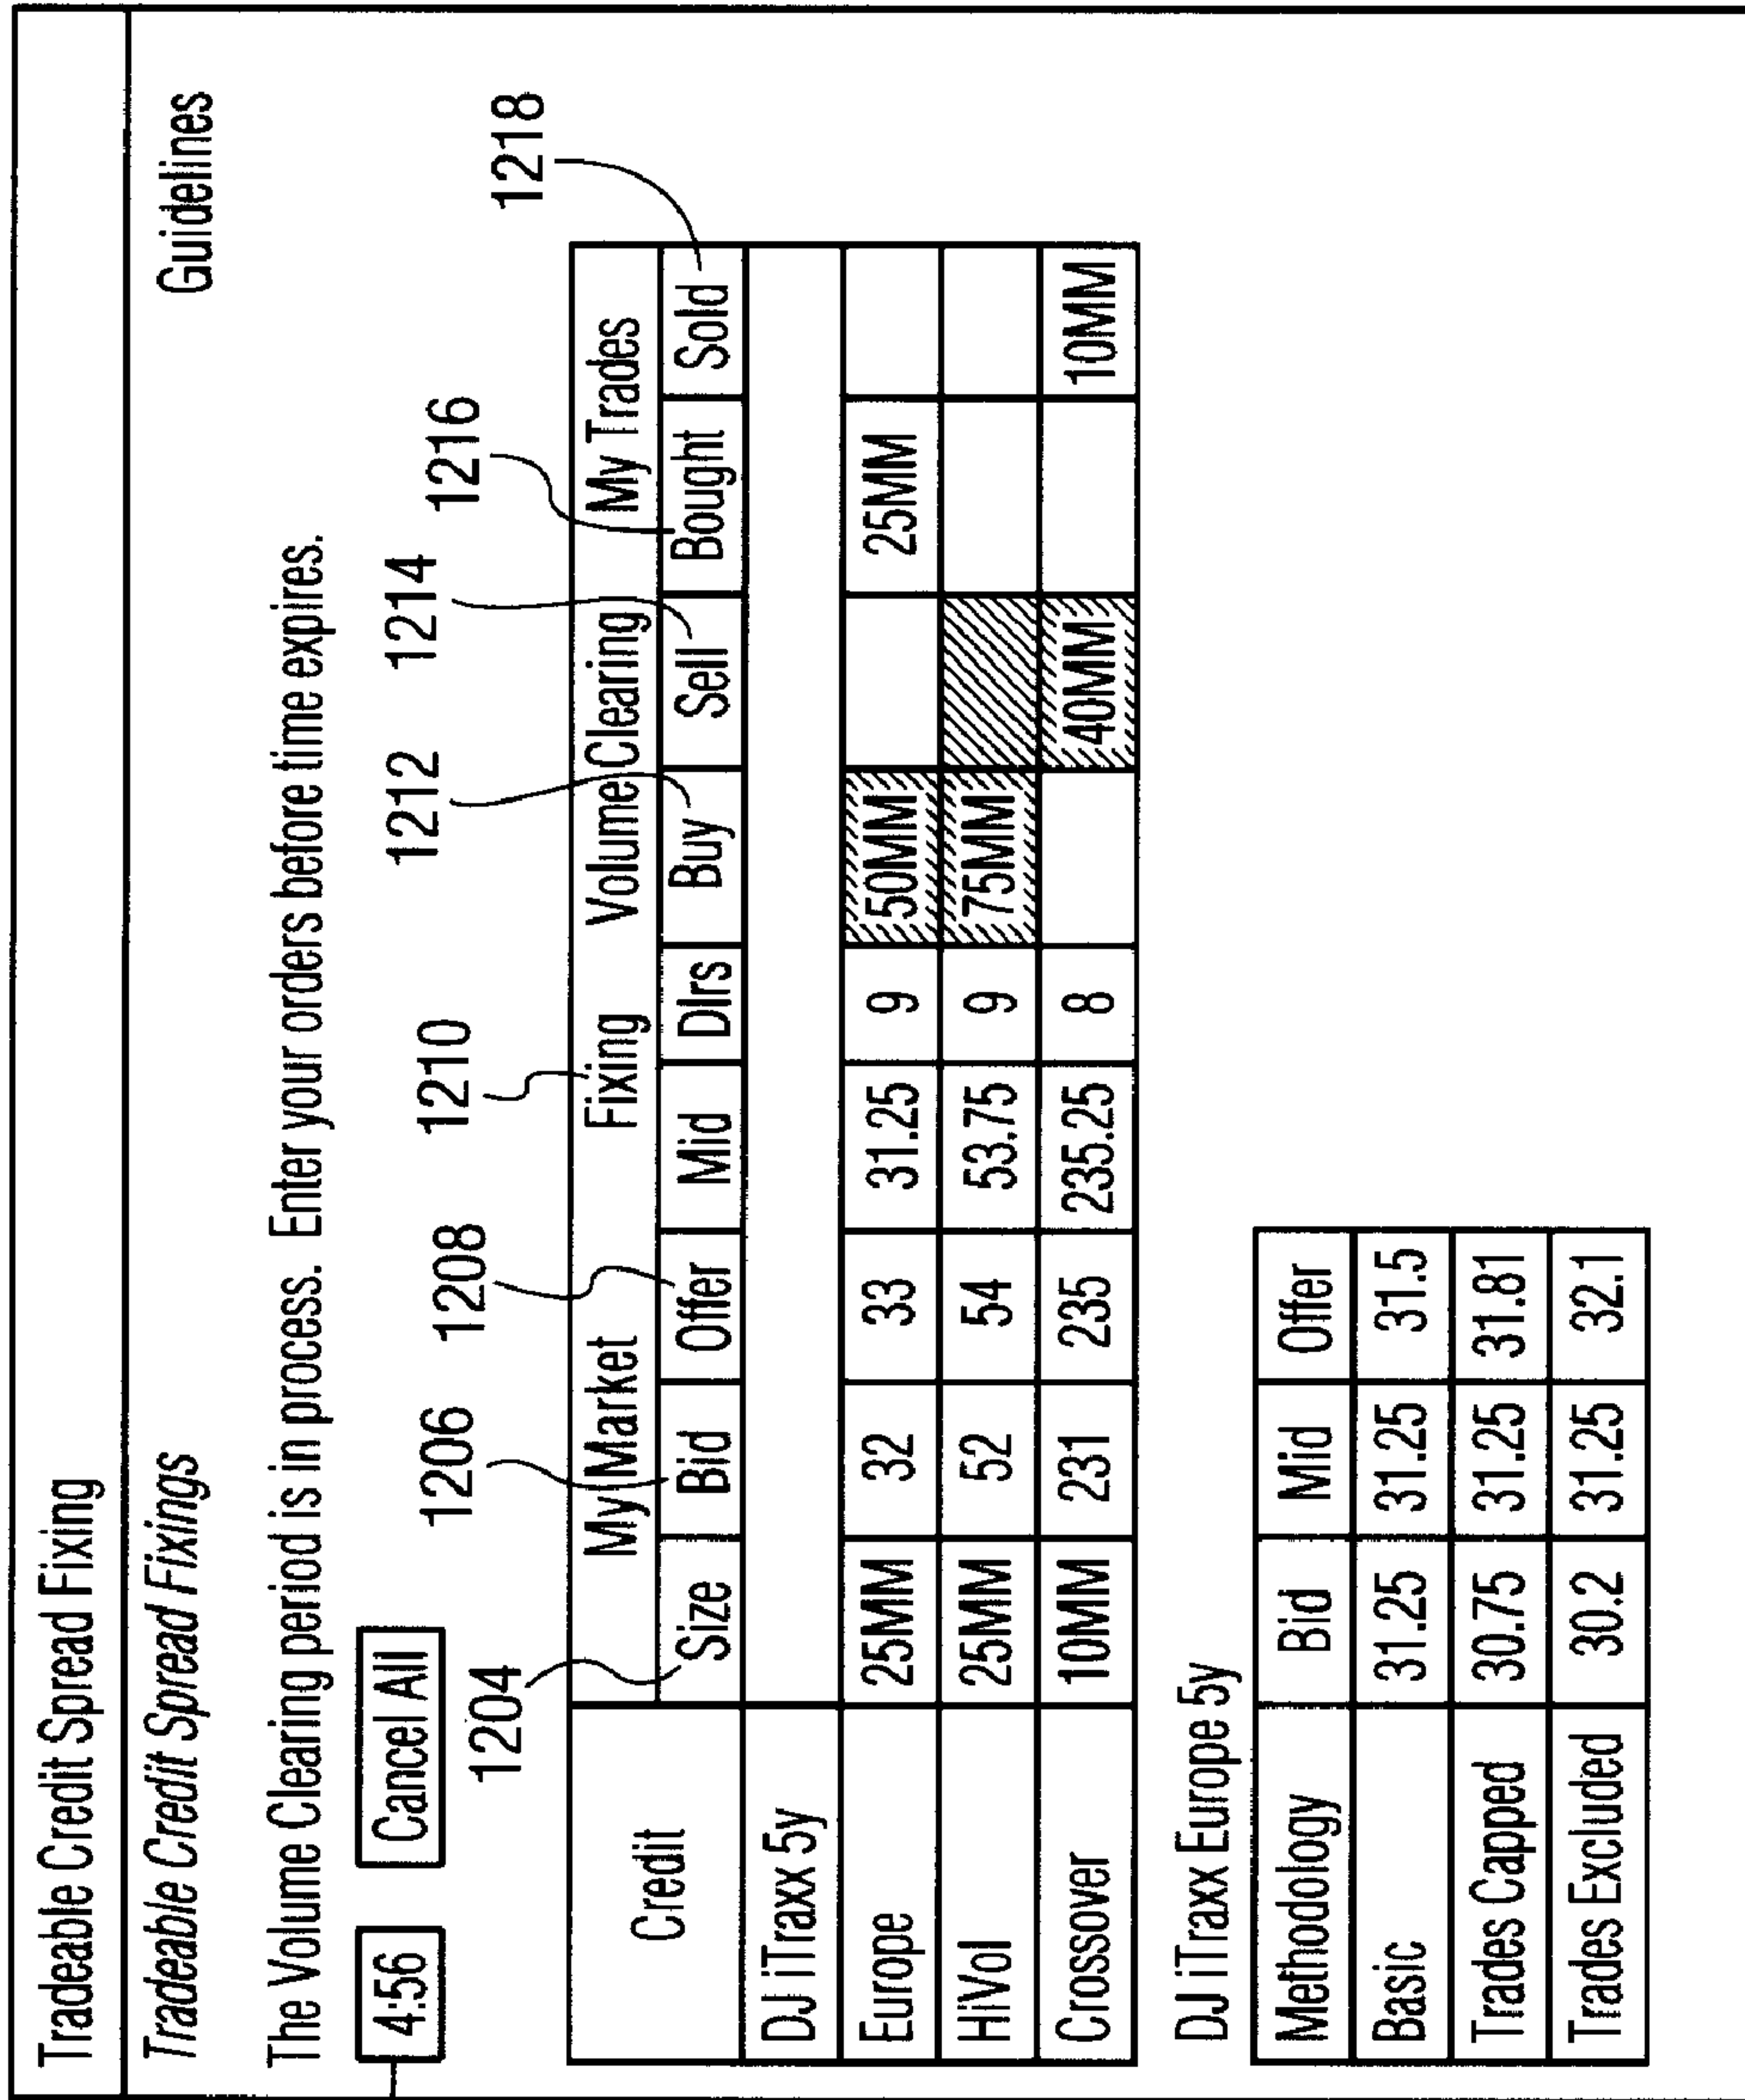 Tradeable Credit Spread Fixing
Tradeable Credit Spread Fixings Guidelines
The Volume Clearing period is in process. Enter your orders before time expires.
4:56 Cancel All
1204 1206 1208 1210 1212 1214 1216 1218
Credit My Market Fixing Volume Clearing My Trades
Size Bid Offer Mid Dlrs Buy Sell Bought Sold
DJ iTraxx 5y
Europe 25MM 32 33 31.25 9 50MM 25MM
HiVol 25MM 52 54 53.75 9 75MM
Crossover 10MM 231 235 235.25 8 40MM 10MM
DJ iTraxx Europe 5y
Methodology Bid Mid Offer
Basic 31.25 31.25 31.5
Trades Capped 30.75 31.25 31.81
Trades Excluded 30.2 31.25 32.1